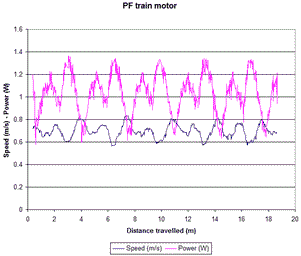 PF train motor
1.6
1.4
1.2
1
0.8
0.6
0.4
0.2
0
Speed (m/s) - Power (W)
0 2 4 6 8 10 12 14 16 18 20
Distance travelled (m)
Speed (m/s) Power (W)